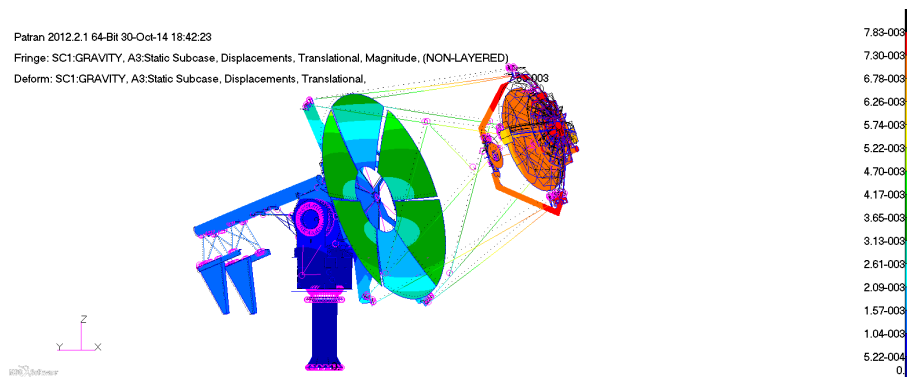 Patran 2012.2.1 64-Bit 30-Oct-14 18:42:23
Fringe: SC1:GRAVITY, A3:Static Subcase, Displacements, Translational, Magnitude, (NON-LAYERED)
Deform: SC1:GRAVITY, A3:Static Subcase, Displacements, Translational,
7.83-003
7.30-003
6.78-003
6.26-003
5.74-003
5.22-003
4.70-003
4.17-003
3.65-003
3.13-003
2.61-003
2.09-003
1.57-003
1.04-003
5.22-004
0.
Z
Y
X